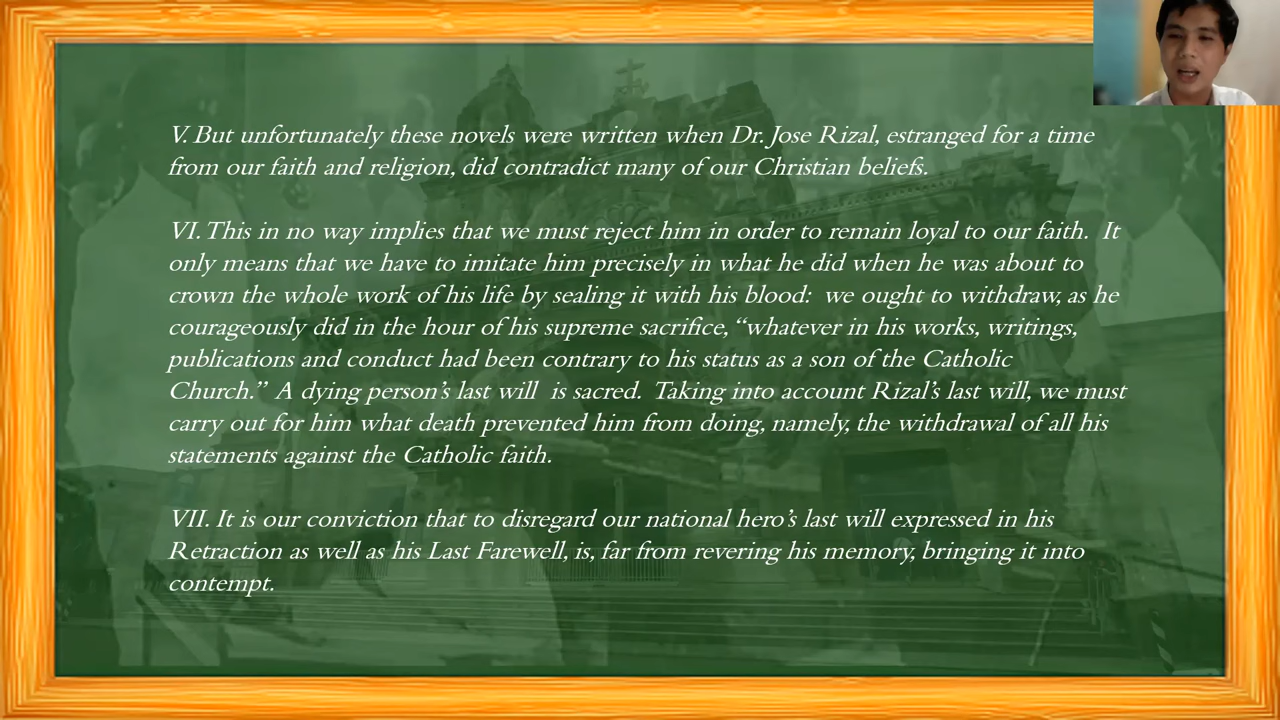 V. But unfortunately these novels were written when Dr. Jose Rizal, estranged for a time
from our faith and religion, did contradict many of our Christian beliefs.
VI. This in no way implies that we must reject him in order to remain loyal to our faith. It
only means that we have to imitate him precisely in what he did when he was about to
crown the whole work of his life by sealing it with his blood: we ought to withdraw, as he
courageously did in the hour of his supreme sacrifice, “whatever in his works, writings,
publications and conduct had been contrary to his status as a son of the Catholic
Church.” A dying person’s last will is sacred. Taking into account Rizal’s last will, we must
carry out for him what death prevented him from doing, namely, the withdrawal of all his
statements against the Catholic faith.
VII. It is our conviction that to disregard our national hero’s last will expressed in his
Retraction as well as his Last Farewell, is, far from revering his memory, bringing it into
contempt.